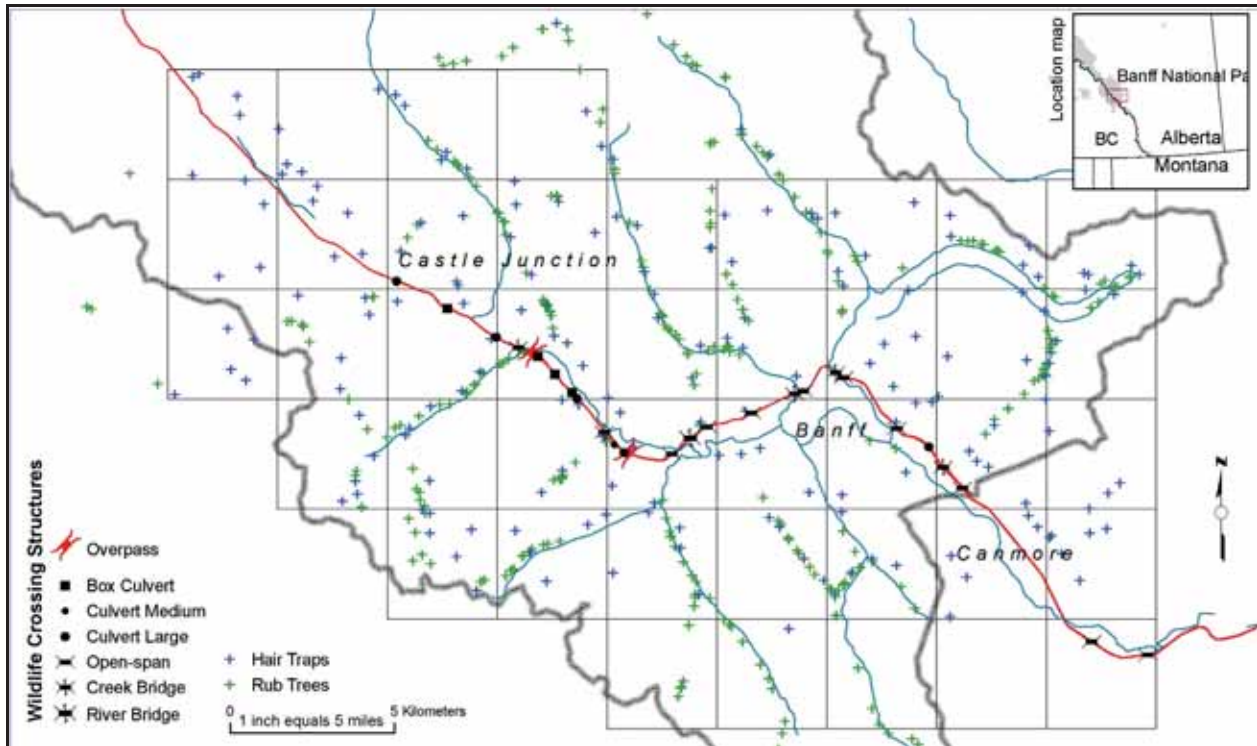 Castle Junction
Banff
Canmore
Location map
Banff National Pa
BC
Alberta
Montana
Wildlife Crossing Structures
Overpass
Box Culvert
Culvert Medium
Culvert Large
Open-span
Creek Bridge
River Bridge
Hair Traps
Rub Trees
0
5 Kilometers
1 inch equals 5 miles
N